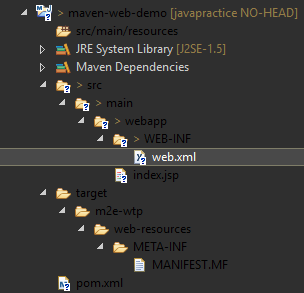 > maven-web-demo [javapractice NO-HEAD]
src/main/resources
JRE System Library [J2SE-1.5]
Maven Dependencies
> src
> main
> webapp
> WEB-INF
web.xml
index.jsp
target
m2e-wtp
web-resources
META-INF
MANIFEST.MF
pom.xml